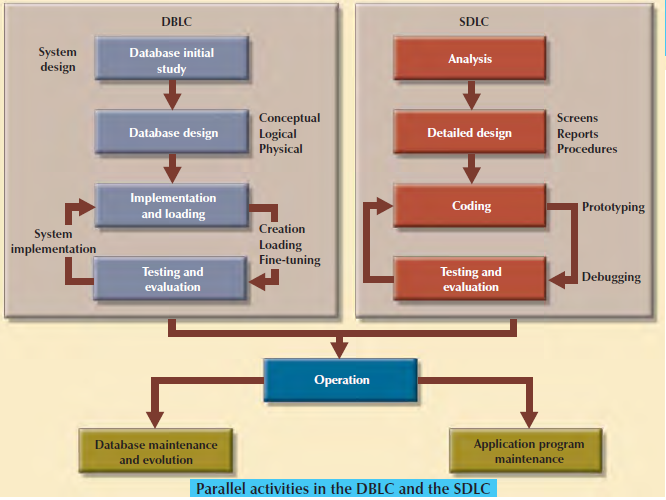 DBLC
System
design
Database initial
study
Database design
Conceptual
Logical
Physical
Implementation
and loading
System
implementation
Creation
Loading
Fine-tuning
Testing and
evaluation
SDLC
Analysis
Detailed design
Screens
Reports
Procedures
Coding
Prototyping
Testing and
evaluation
Debugging
Operation
Database maintenance
and evolution
Application program
maintenance
Parallel activities in the DBLC and the SDLC